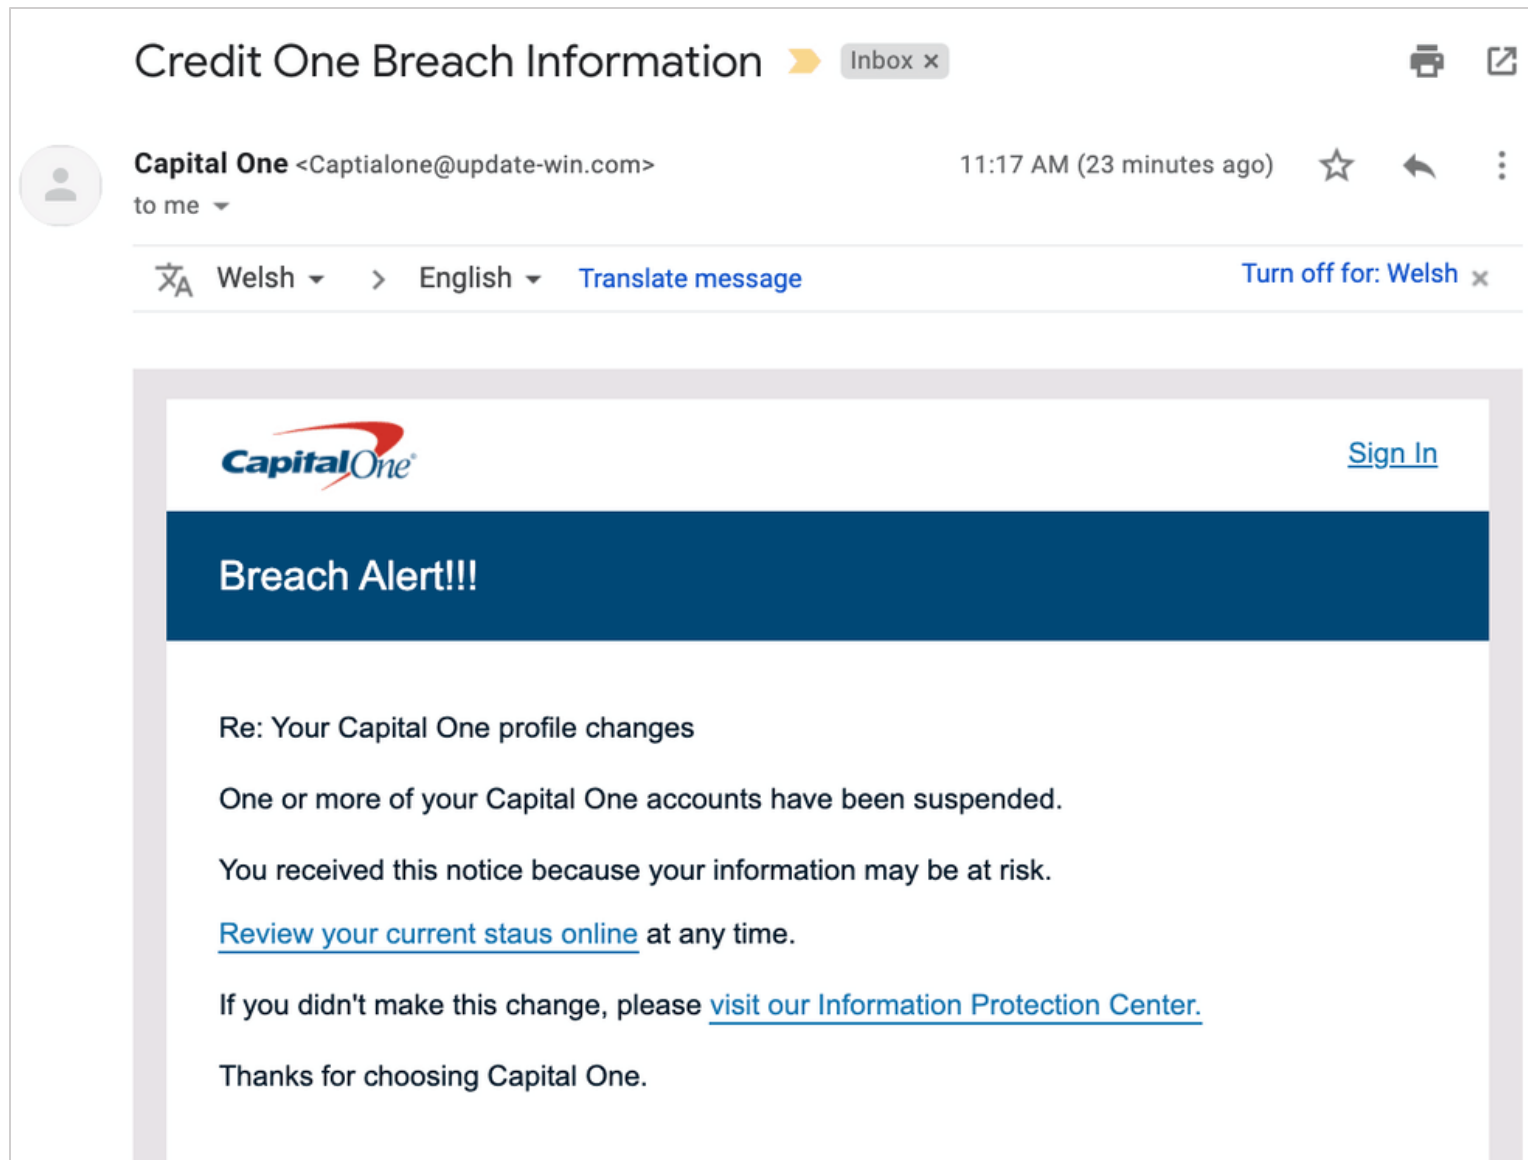 Credit One Breach Information Inbox ×
Capital One <Captialone@update-win.com> 11:17 AM (23 minutes ago)
to me
Welsh > English Translate message Turn off for: Welsh ×
CapitalOne® Sign In
Breach Alert!!!
Re: Your Capital One profile changes
One or more of your Capital One accounts have been suspended.
You received this notice because your information may be at risk.
Review your current staus online at any time.
If you didn't make this change, please visit our Information Protection Center.
Thanks for choosing Capital One.